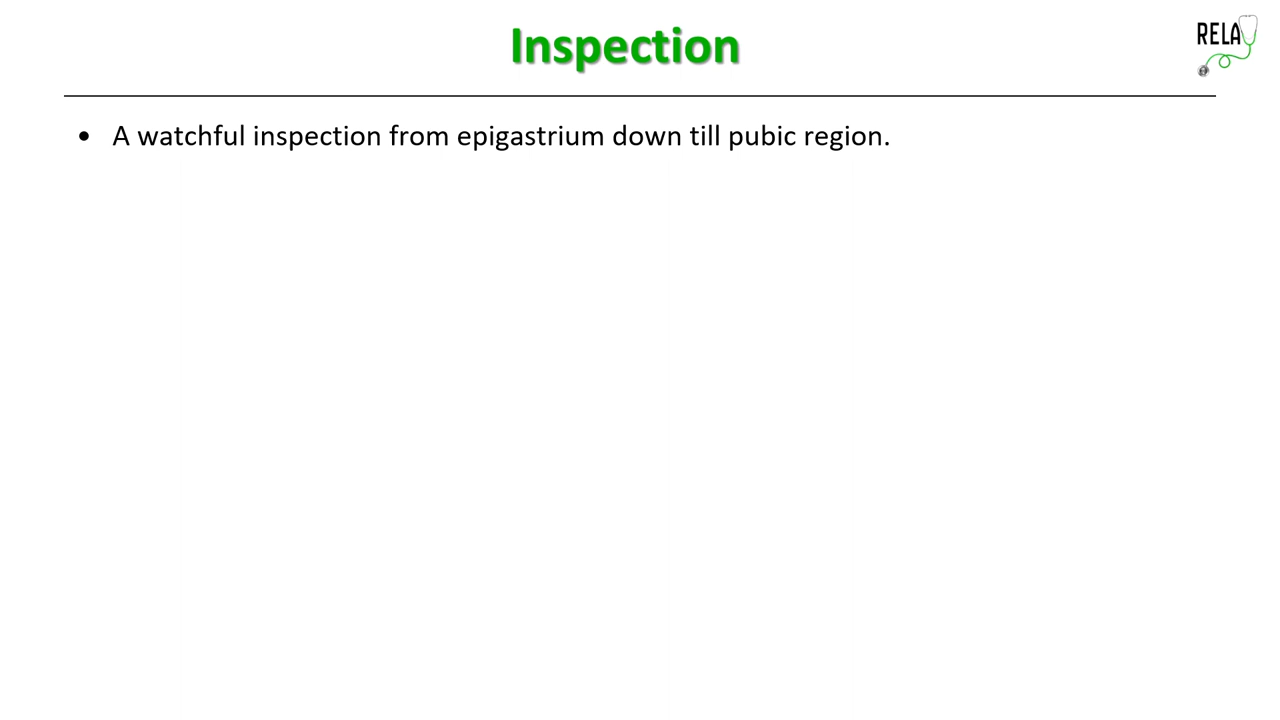 Inspection
RELA
• A watchful inspection from epigastrium down till pubic region.